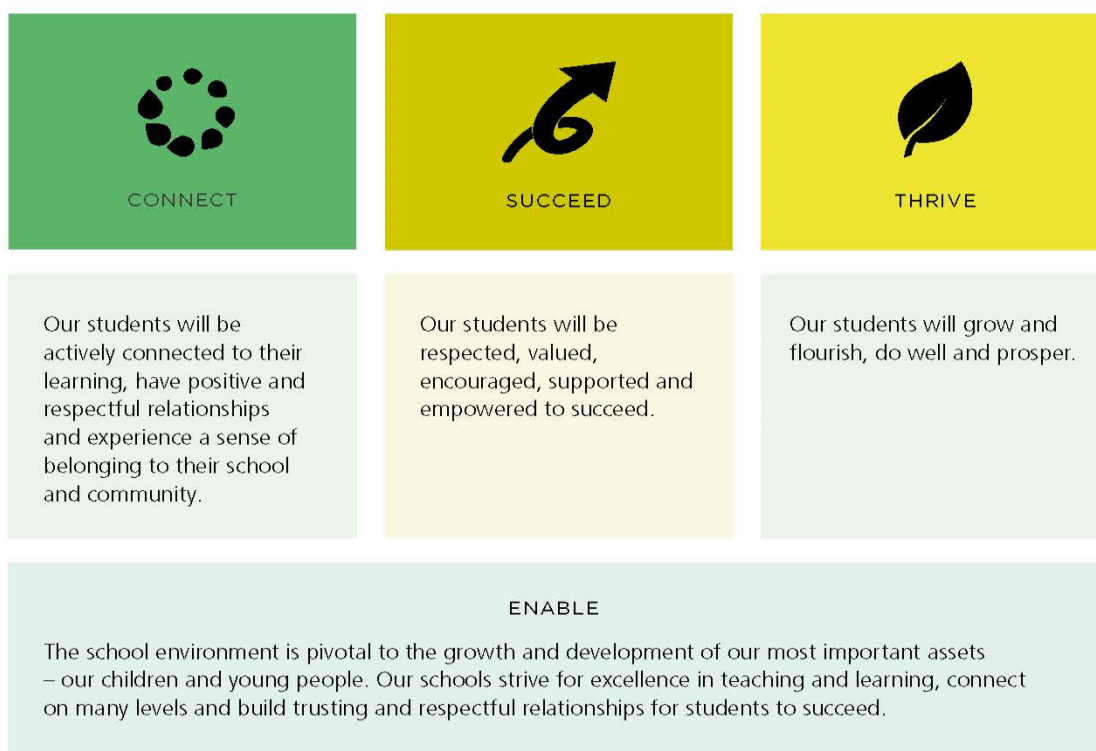 CONNECT
SUCCEED
THRIVE
Our students will be
actively connected to their
learning, have positive and
respectful relationships
and experience a sense of
belonging to their school
and community.
Our students will be
respected, valued,
encouraged, supported and
empowered to succeed.
Our students will grow and
flourish, do well and prosper.
ENABLE
The school environment is pivotal to the growth and development of our most important assets
– our children and young people. Our schools strive for excellence in teaching and learning, connect
on many levels and build trusting and respectful relationships for students to succeed.